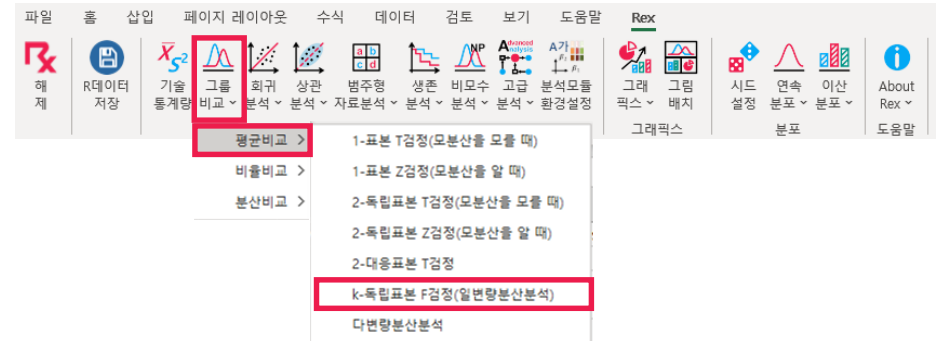 파일 홈 삽입 페이지 레이아웃 수식 데이터 검토 보기 도움말 Rex
해제
R데이터 저장
기술 통계량
그룹 비교
회귀 분석
상관 분석
범주형 자료분석
생존 분석
비모수 분석
고급 분석
분석모듈 환경설정
그래픽스
그림 배치
시드 설정
연속 분포
이산 분포
About Rex
그래픽스 분포 도움말
평균비교
비율비교
분산비교
1-표본 T검정(모분산을 모를 때)
1-표본 Z검정(모분산을 알 때)
2-독립표본 T검정(모분산을 모를 때)
2-독립표본 Z검정(모분산을 알 때)
2-대응표본 T검정
k-독립표본 F검정(일변량분산분석)
다변량분산분석